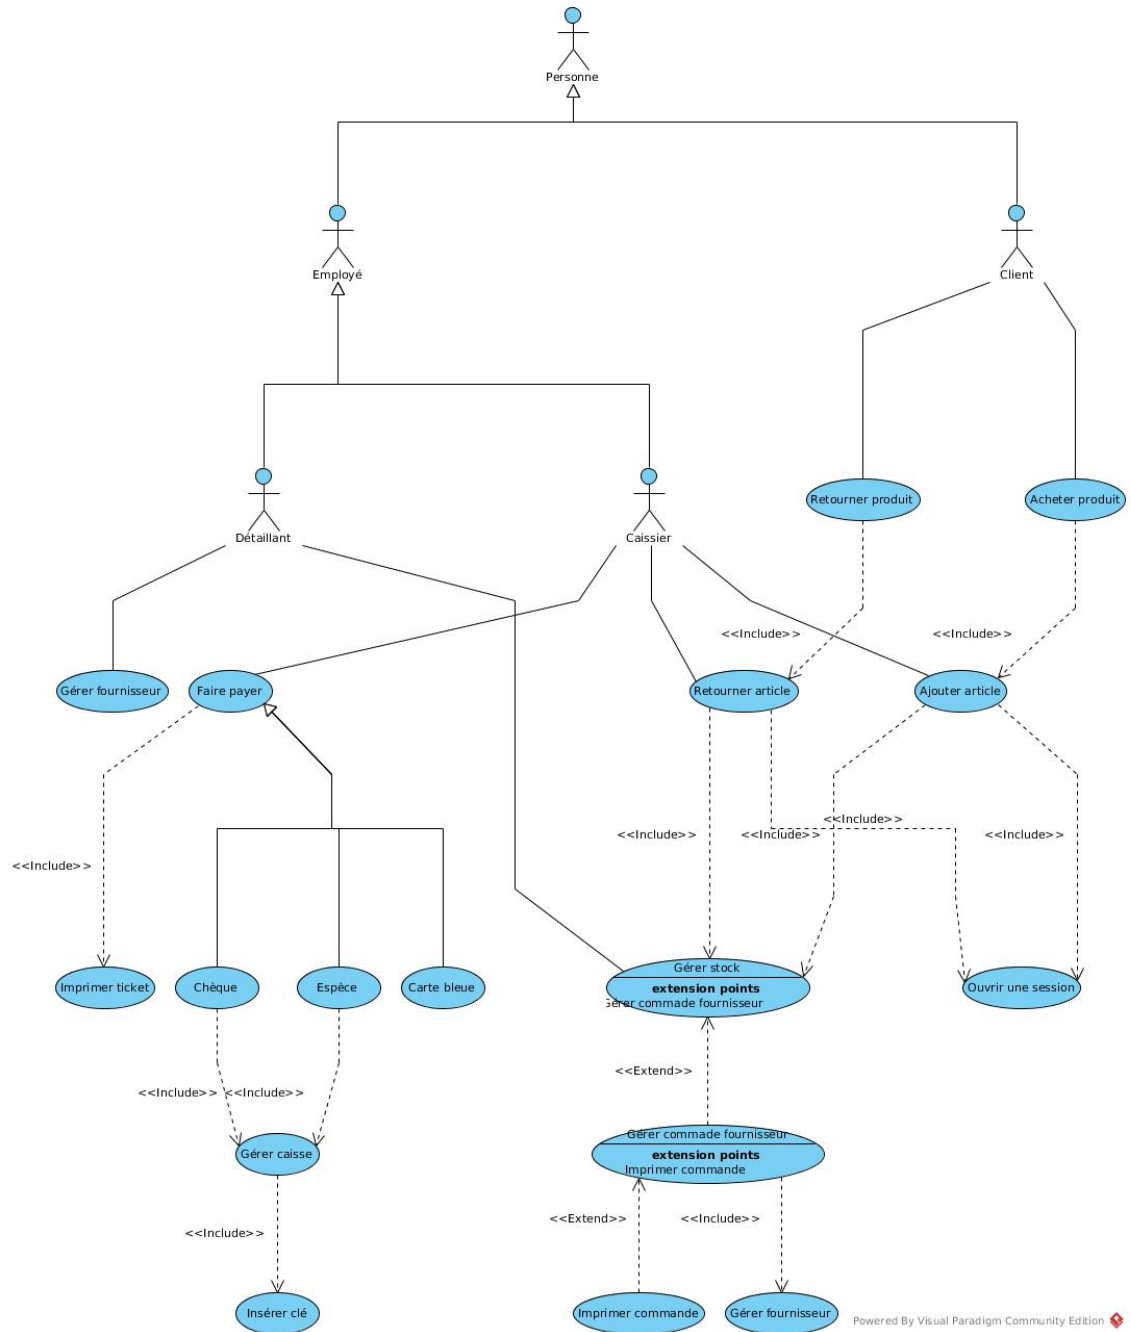 Personne
Employé
Client
Retourner produit
Acheter produit
Détaillant
Caissier
<<Include>>
<<Include>>
Gérer fournisseur
Faire payer
Retourner article
Ajouter article
<<Include>>
<<Include>>
<<Include>>
<<Include>>
<<Include>>
Gérer stock
extension points
Gérer commade fournisseur
Imprimer ticket
Chèque
Espèce
Carte bleue
Ouvrir une session
<<Extend>>
<<Include>>
<<Include>>
Gérer commade fournisseur
extension points
Imprimer commande
Gérer caisse
<<Extend>>
<<Include>>
<<Include>>
Insérer clé
Imprimer commande
Gérer fournisseur
Powered By Visual Paradigm Community Edition